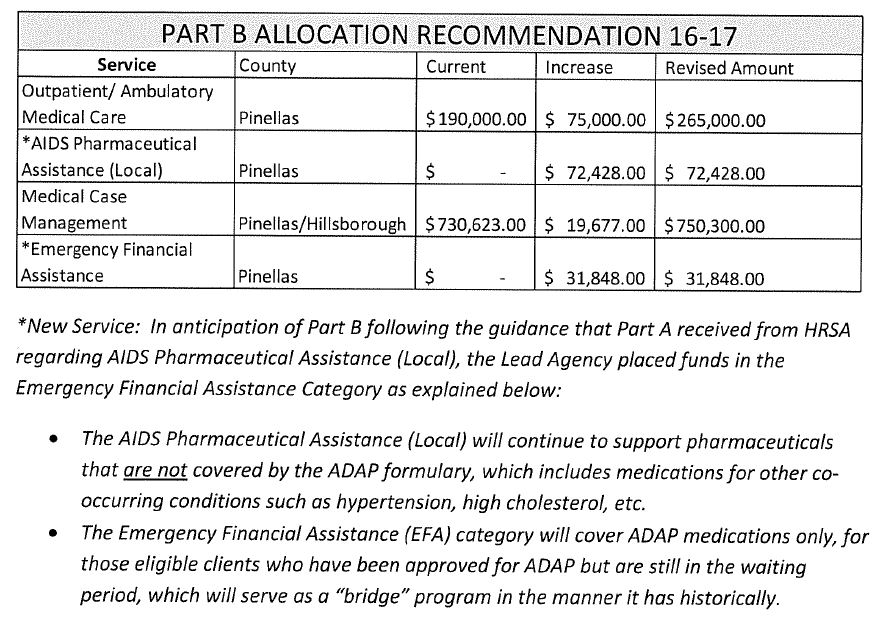 PART B ALLOCATION RECOMMENDATION 16-17
Service County Current Increase Revised Amount
Outpatient/ Ambulatory
Medical Care Pinellas $190,000.00 $ 75,000.00 $265,000.00
*AIDS Pharmaceutical
Assistance (Local) Pinellas $ - $ 72,428.00 $ 72,428.00
Medical Case
Management Pinellas/Hillsborough $730,623.00 $ 19,677.00 $750,300.00
*Emergency Financial
Assistance Pinellas $ - $ 31,848.00 $ 31,848.00
*New Service: In anticipation of Part B following the guidance that Part A received from HRSA
regarding AIDS Pharmaceutical Assistance (Local), the Lead Agency placed funds in the
Emergency Financial Assistance Category as explained below:
• The AIDS Pharmaceutical Assistance (Local) will continue to support pharmaceuticals
that are not covered by the ADAP formulary, which includes medications for other co-
occurring conditions such as hypertension, high cholesterol, etc.
• The Emergency Financial Assistance (EFA) category will cover ADAP medications only, for
those eligible clients who have been approved for ADAP but are still in the waiting
period, which will serve as a “bridge” program in the manner it has historically.